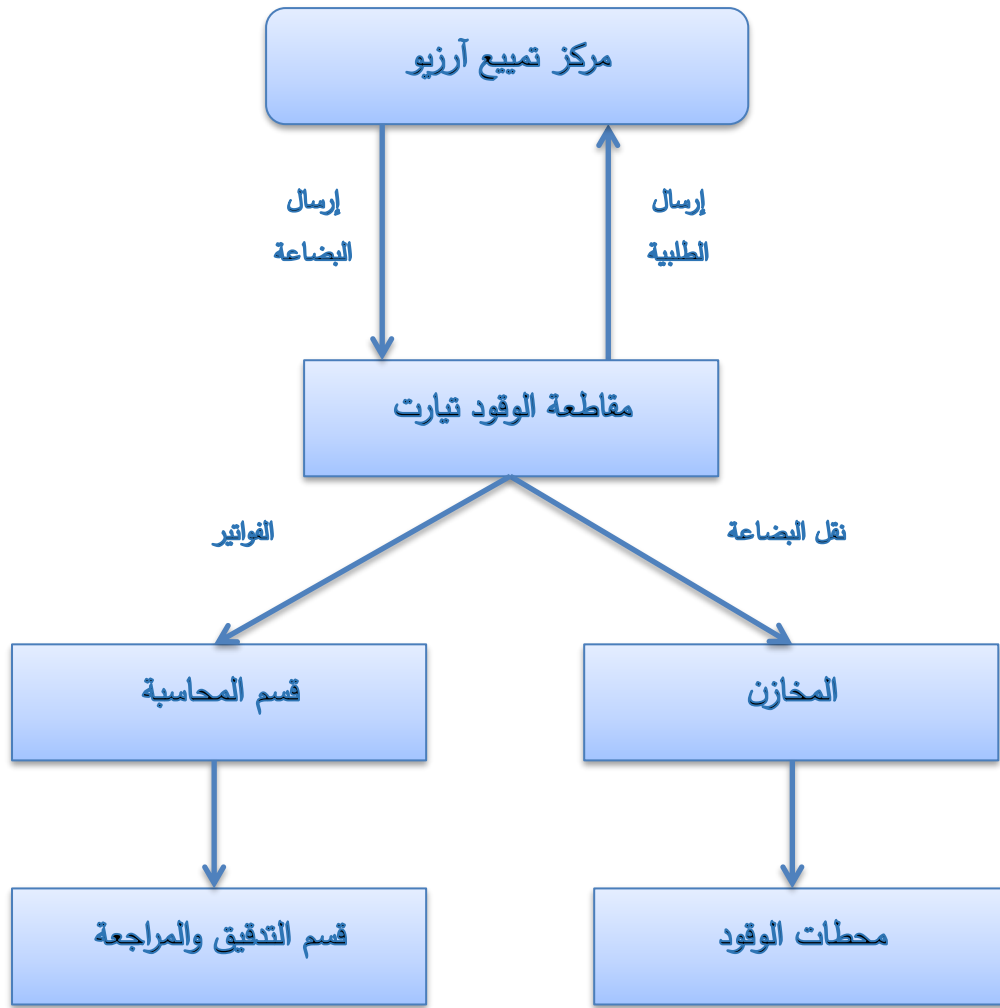 مركز تمييع آرزيو
إرسال
الطلبية
إرسال
البضاعة
مقاطعة الوقود تيارت
نقل البضاعة
الفواتير
المخازن
قسم المحاسبة
محطات الوقود
قسم التدقيق والمراجعة